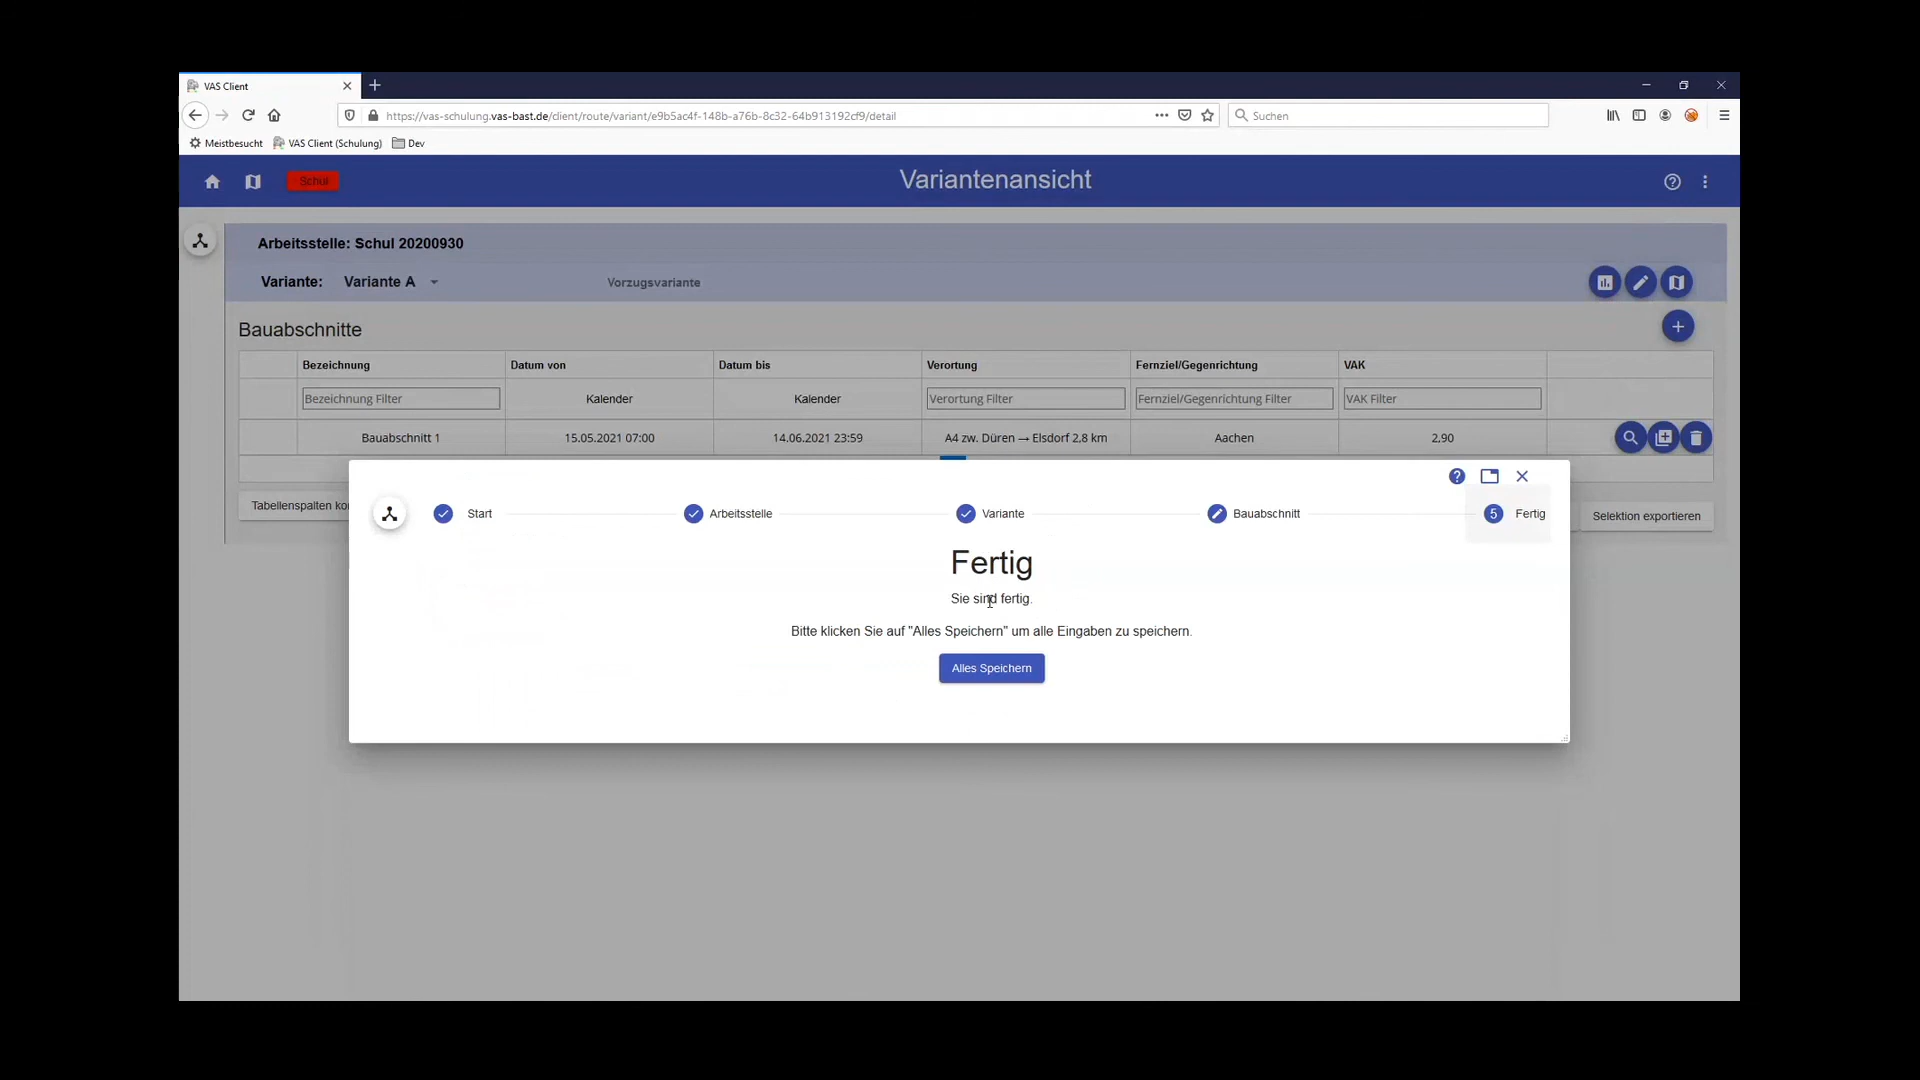 VAS Client
https://vas-schulung.vas-bast.de/client/route/variant/e9b5ac4f-148b-a76b-8c32-64b913192cf9/detail
Suchen
Meistbesucht VAS Client (Schulung) Dev
Schul
Variantenansicht
Arbeitsstelle: Schul 20200930
Variante: Variante A Vorzugsvariante
Bauabschnitte
Bezeichnung Datum von Datum bis Verortung Fernziel/Gegenrichtung VAK
Bezeichnung Filter Kalender Kalender Verortung Filter Fernziel/Gegenrichtung Filter VAK Filter
Bauabschnitt 1 15.05.2021 07:00 14.06.2021 23:59 A4 zw. Düren → Elsdorf 2,8 km Aachen 2,90
Tabellenspalten Selektion exportieren
Start Arbeitsstelle Variante Bauabschnitt 5 Fertig
Fertig
Sie sind fertig.
Bitte klicken Sie auf "Alles Speichern" um alle Eingaben zu speichern.
Alles Speichern